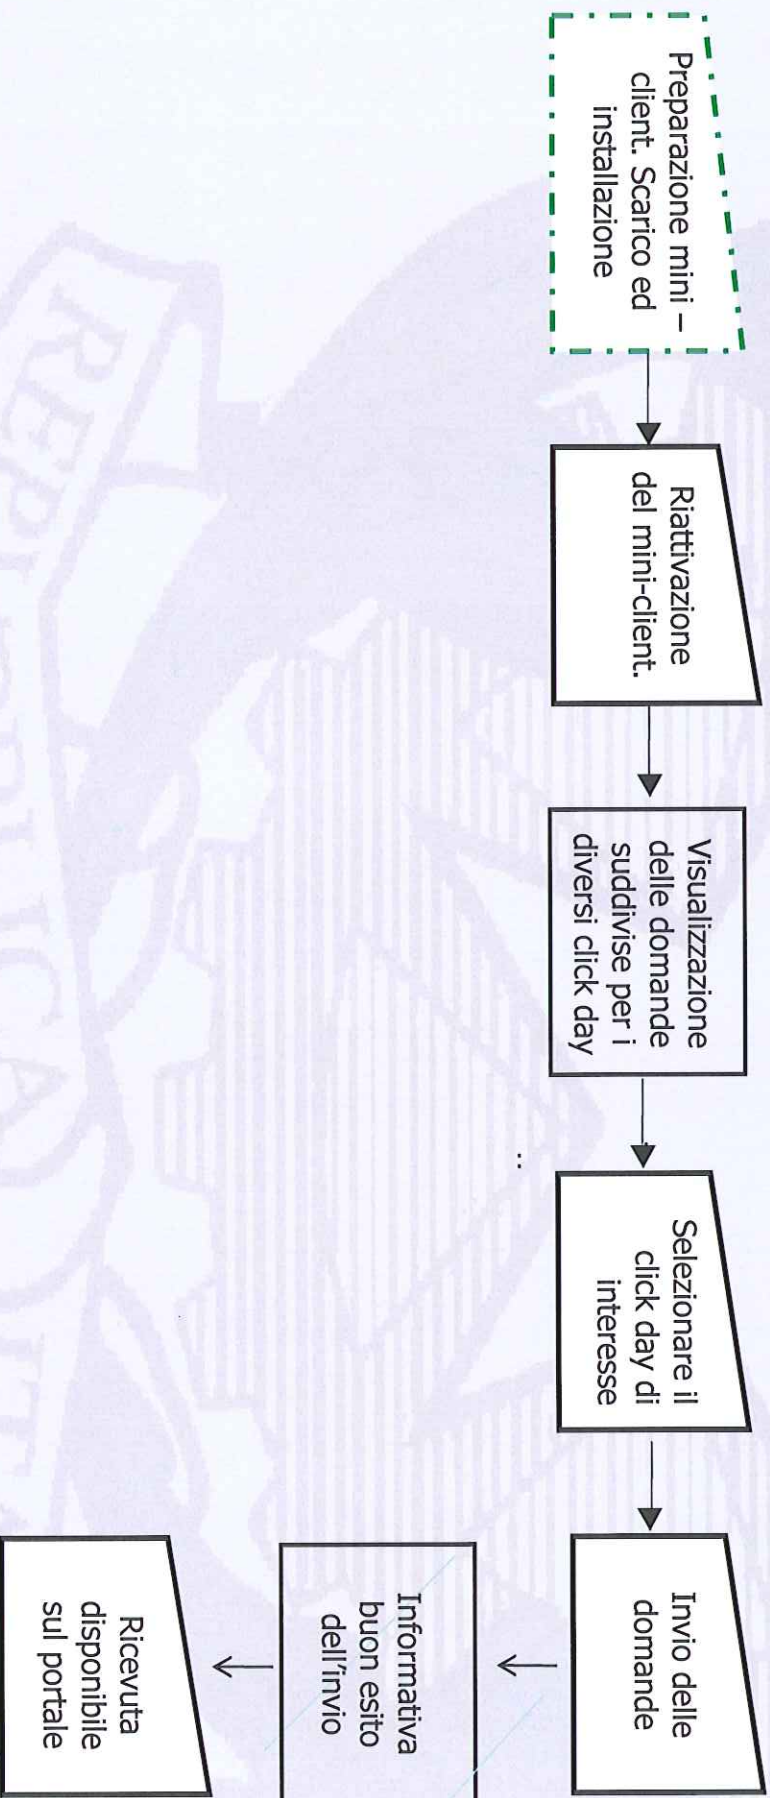 Preparazione mini –
client. Scarico ed
installazione
Riattivazione
del mini-client.
Visualizzazione
delle domande
suddivise per i
diversi click day
..
Selezionare il
click day di
interesse
Invio delle
domande
Informativa
buon esito
dell'invio
Ricevuta
disponibile
sul portale